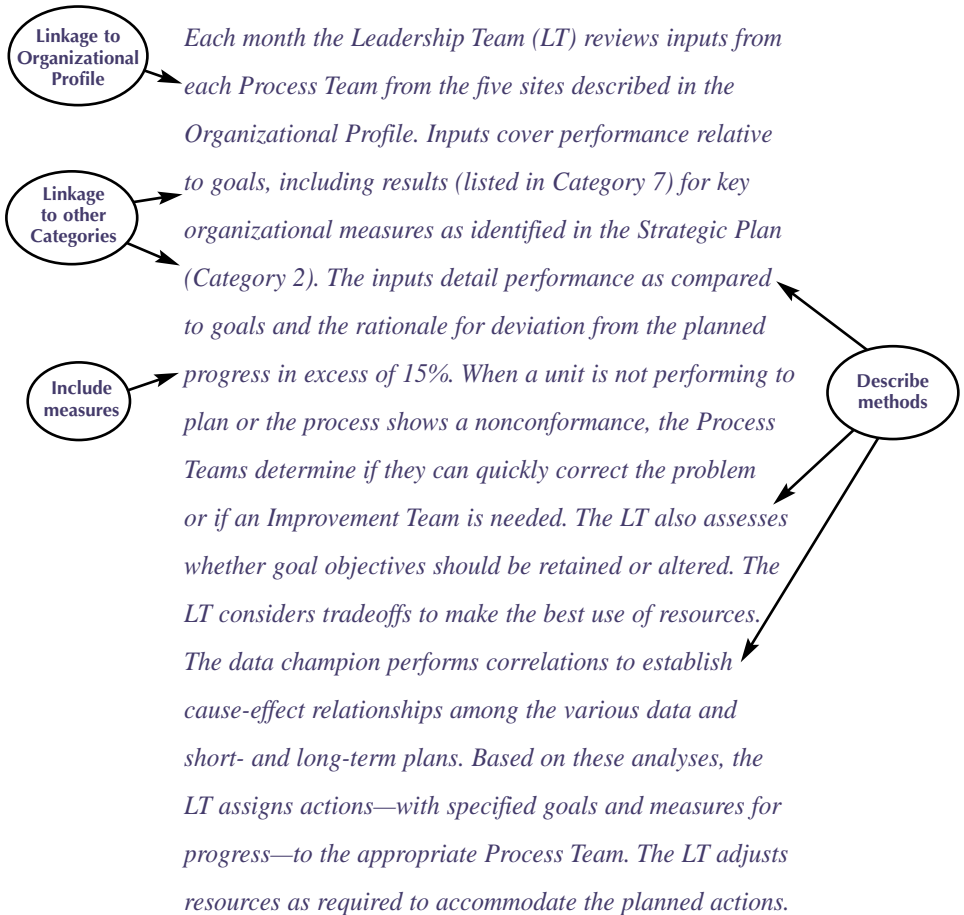 Linkage to
Organizational
Profile
Linkage
to other
Categories
Include
measures
Each month the Leadership Team (LT) reviews inputs from
each Process Team from the five sites described in the
Organizational Profile. Inputs cover performance relative
to goals, including results (listed in Category 7) for key
organizational measures as identified in the Strategic Plan
(Category 2). The inputs detail performance as compared
to goals and the rationale for deviation from the planned
progress in excess of 15%. When a unit is not performing to
plan or the process shows a nonconformance, the Process
Teams determine if they can quickly correct the problem
or if an Improvement Team is needed. The LT also assesses
whether goal objectives should be retained or altered. The
LT considers tradeoffs to make the best use of resources.
The data champion performs correlations to establish
cause-effect relationships among the various data and
short- and long-term plans. Based on these analyses, the
LT assigns actions—with specified goals and measures for
progress—to the appropriate Process Team. The LT adjusts
resources as required to accommodate the planned actions.
Describe
methods